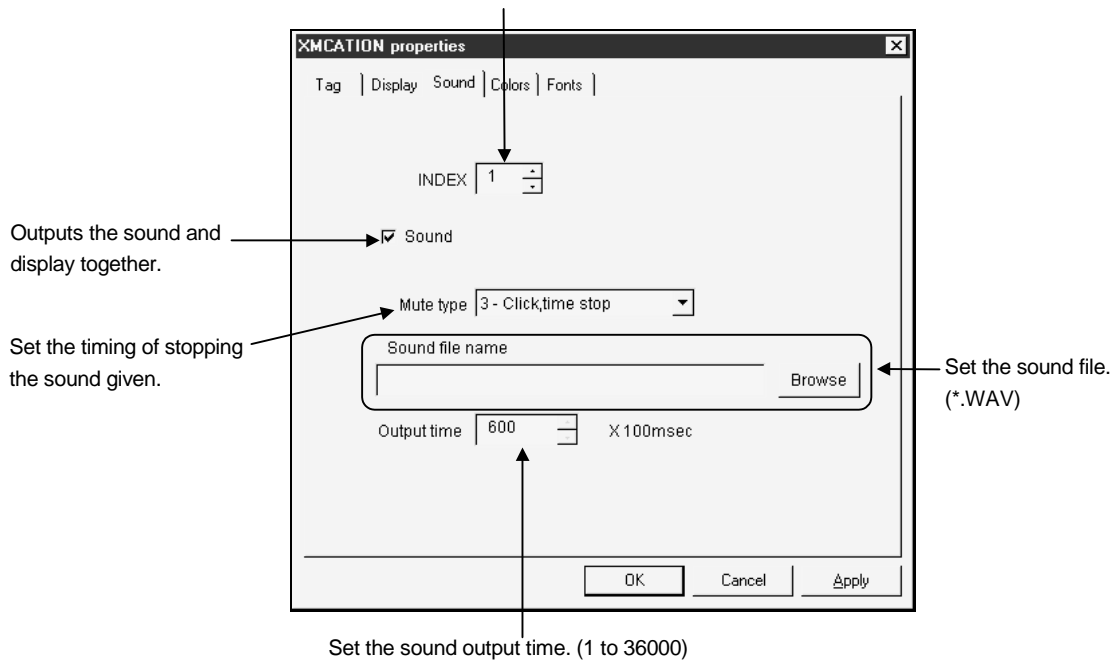 XMCATION properties
Tag Display Sound Colors Fonts
INDEX 1
Outputs the sound and
display together.
Sound
Mute type 3 - Click,time stop
Set the timing of stopping
the sound given.
Sound file name
Browse
Set the sound file.
(*.WAV)
Output time 600 X 100msec
OK Cancel Apply
Set the sound output time. (1 to 36000)